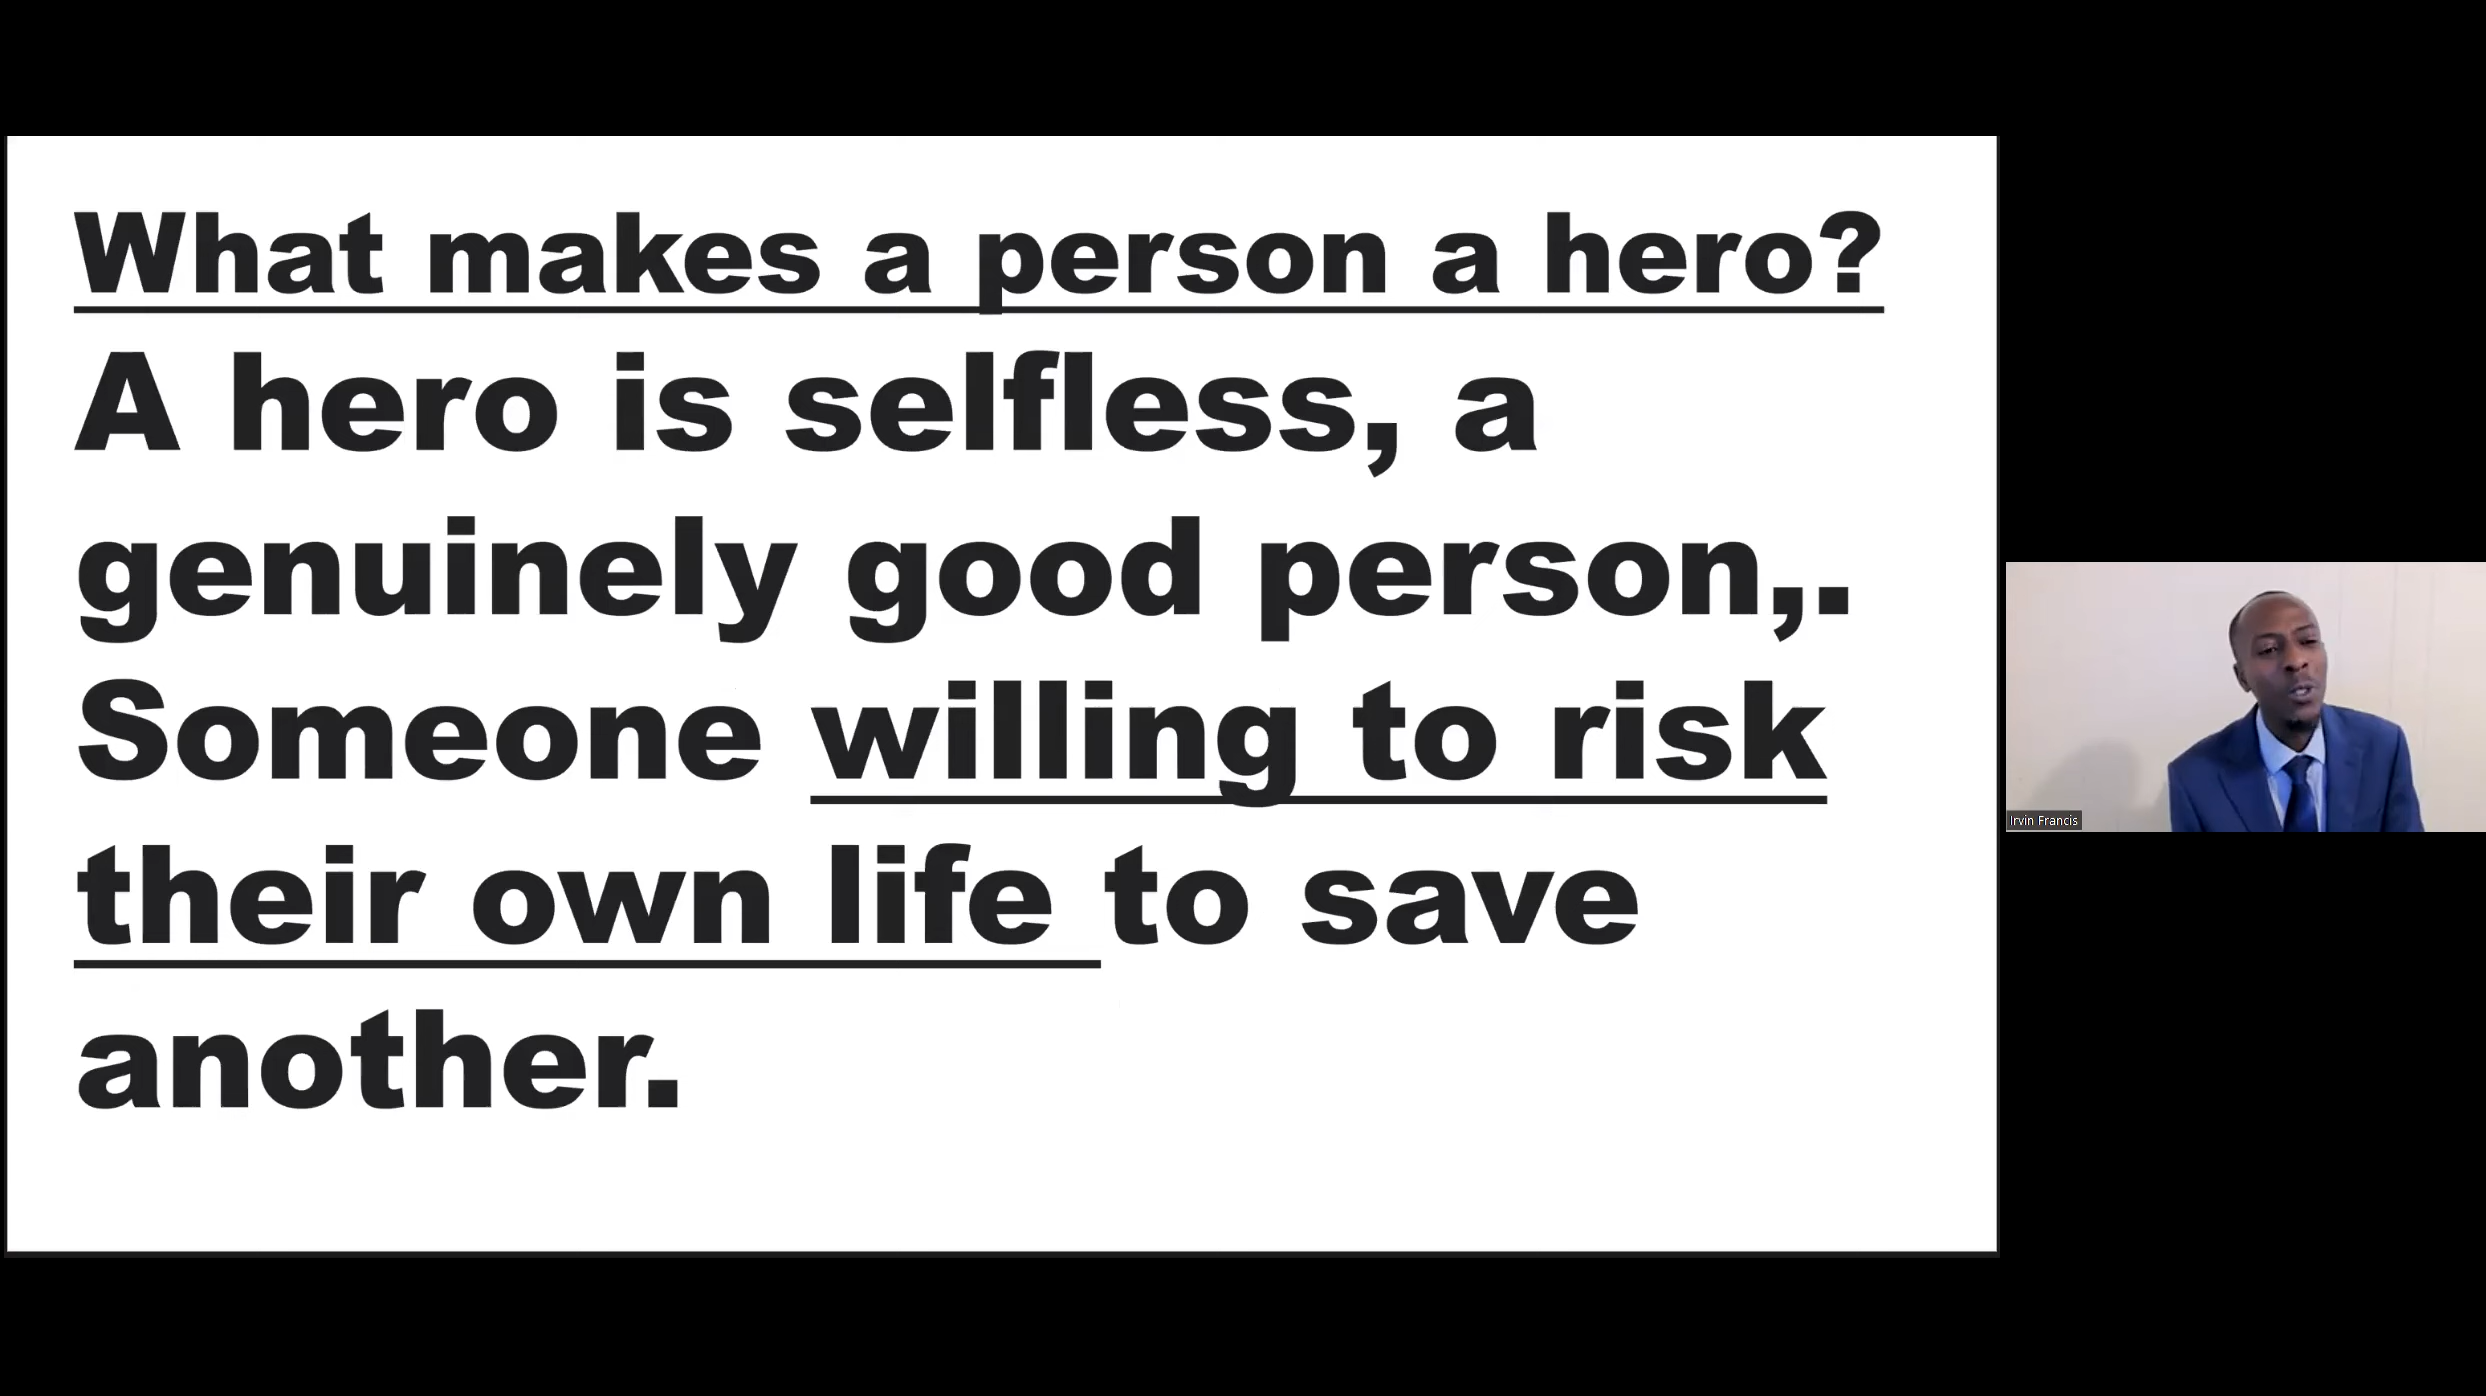 What makes a person a hero?
A hero is selfless, a
genuinely good person,.
Someone willing to risk
their own life to save
another.
Irvin Francis